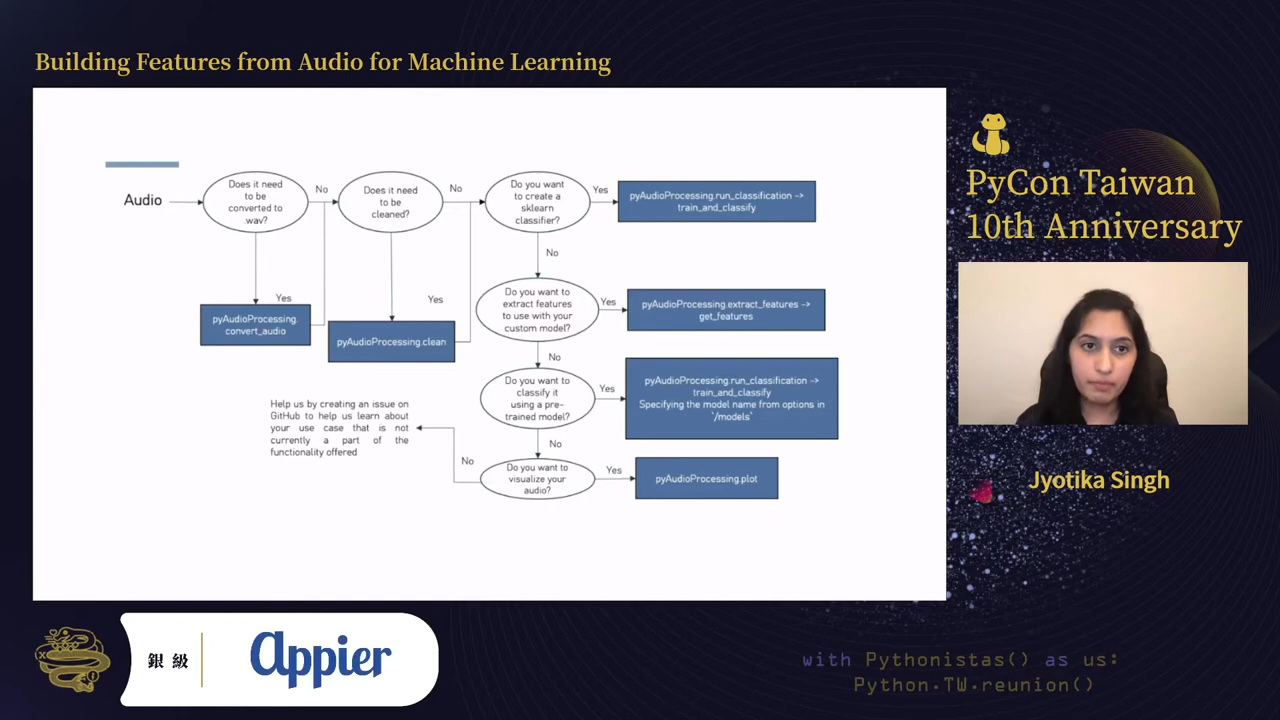 Building Features from Audio for Machine Learning
Audio
Does it need
to be
converted to
.wav?
No
Does it need
to be
cleaned?
No
Do you want
to create a
sklearn
classifier?
Yes
pyAudioProcessing.run_classification ->
train_and_classify
No
Yes
pyAudioProcessing.
convert_audio
Yes
pyAudioProcessing.clean
Do you want to
extract features
to use with your
custom model?
Yes
pyAudioProcessing.extract_features ->
get_features
No
Do you want to
classify it
using a pre-
trained model?
Yes
pyAudioProcessing.run_classification ->
train_and_classify
Specifying the model name from options in
'/models'
No
Do you want to
visualize your
audio?
Yes
pyAudioProcessing.plot
No
Help us by creating an issue on
GitHub to help us learn about
your use case that is not
currently a part of the
functionality offered
PyCon Taiwan
10th Anniversary
Jyotika Singh
銀級
appier
with Pythonistas() as us:
Python.TW.reunion()